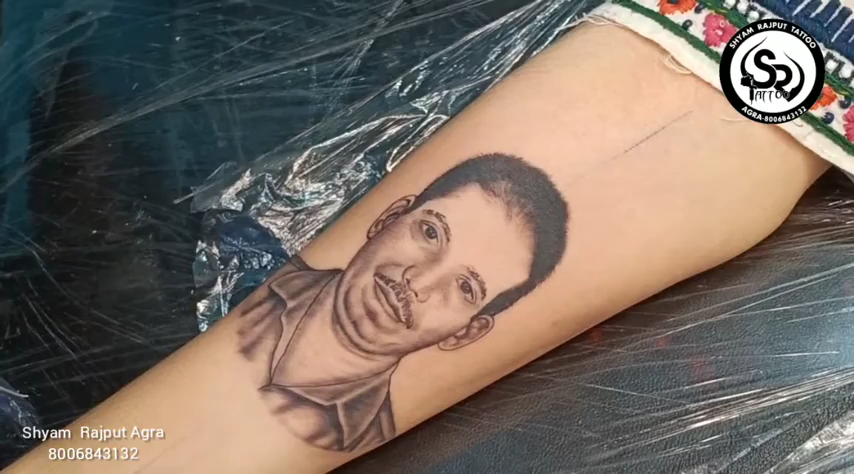 SHYAM RAJPUT TATTOO
SR
TATTOO
AGRA-8006843132
Shyam Rajput Agra
8006843132